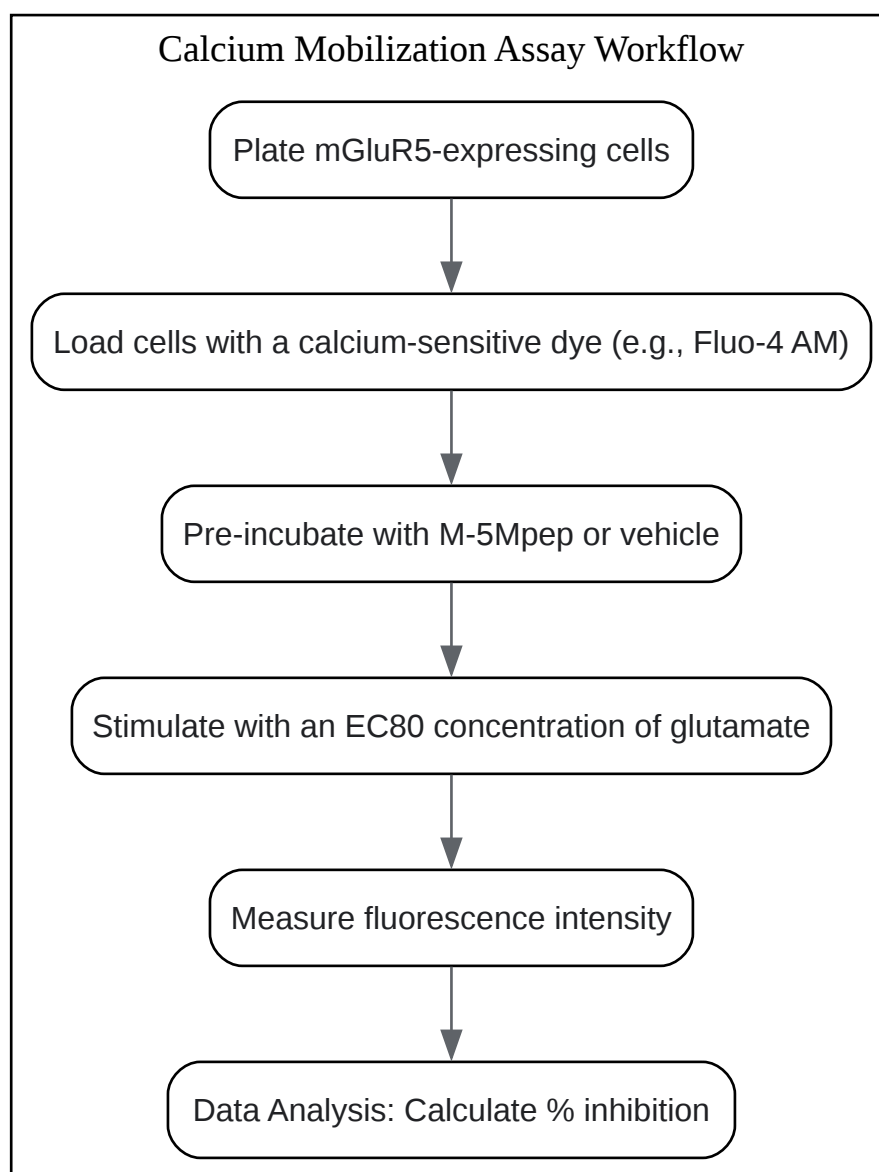 Calcium Mobilization Assay Workflow
Plate mGluR5-expressing cells
Load cells with a calcium-sensitive dye (e.g., Fluo-4 AM)
Pre-incubate with M-5Mpep or vehicle
Stimulate with an EC80 concentration of glutamate
Measure fluorescence intensity
Data Analysis: Calculate % inhibition